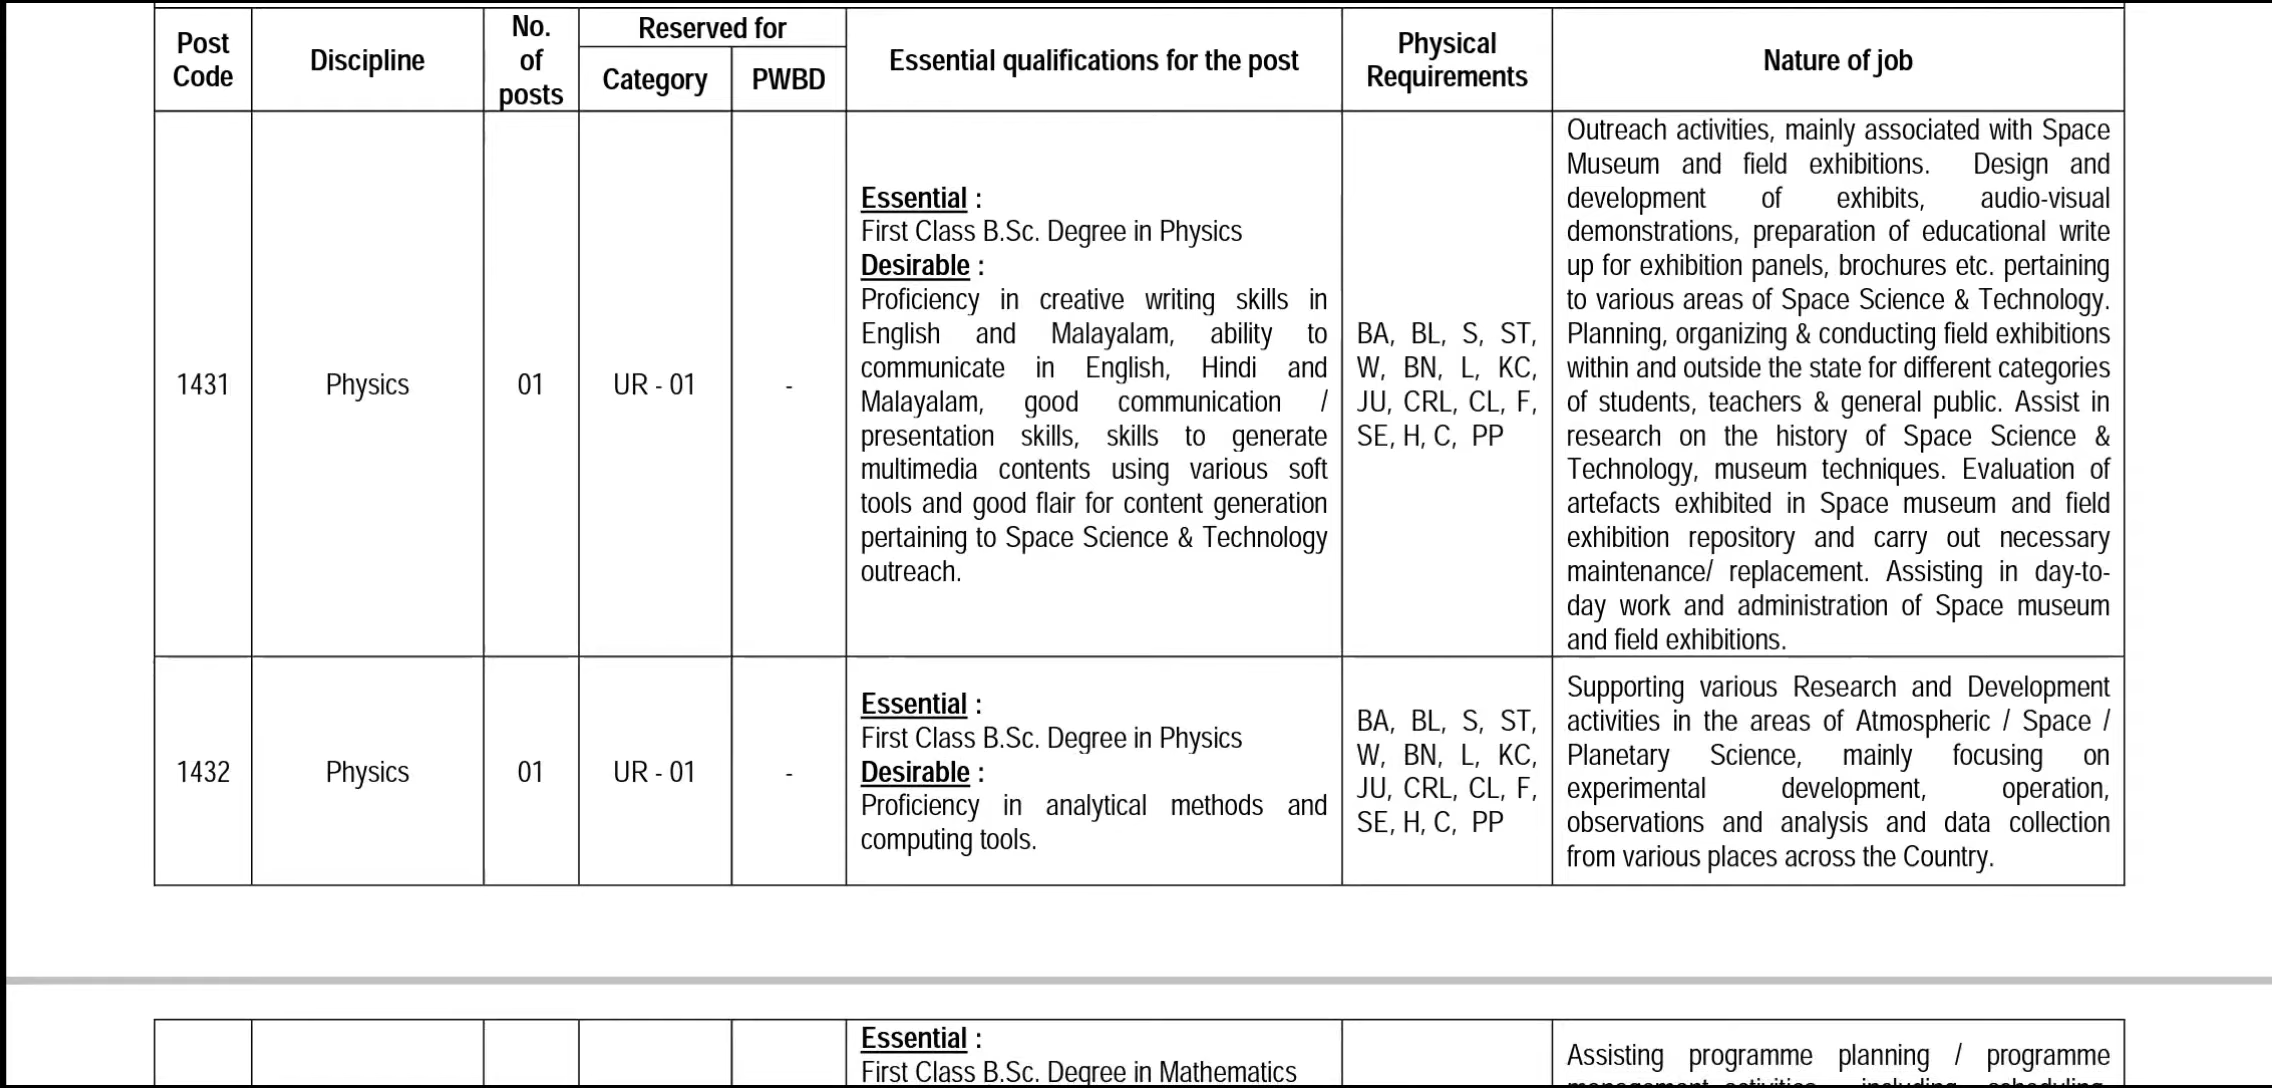 Post Code
Discipline
No. of posts
Reserved for
Category
PWBD
Essential qualifications for the post
Physical Requirements
Nature of job
1431
Physics
01
UR - 01
-
Essential :
First Class B.Sc. Degree in Physics
Desirable :
Proficiency in creative writing skills in
English and Malayalam, ability to
communicate in English, Hindi and
Malayalam, good communication /
presentation skills, skills to generate
multimedia contents using various soft
tools and good flair for content generation
pertaining to Space Science & Technology
outreach.
BA, BL, S, ST,
W, BN, L, KC,
JU, CRL, CL, F,
SE, H, C, PP
Outreach activities, mainly associated with Space
Museum and field exhibitions. Design and
development of exhibits, audio-visual
demonstrations, preparation of educational write
up for exhibition panels, brochures etc. pertaining
to various areas of Space Science & Technology.
Planning, organizing & conducting field exhibitions
within and outside the state for different categories
of students, teachers & general public. Assist in
research on the history of Space Science &
Technology, museum techniques. Evaluation of
artefacts exhibited in Space museum and field
exhibition repository and carry out necessary
maintenance/ replacement. Assisting in day-to-
day work and administration of Space museum
and field exhibitions.
1432
Physics
01
UR - 01
-
Essential :
First Class B.Sc. Degree in Physics
Desirable :
Proficiency in analytical methods and
computing tools.
BA, BL, S, ST,
W, BN, L, KC,
JU, CRL, CL, F,
SE, H, C, PP
Supporting various Research and Development
activities in the areas of Atmospheric / Space /
Planetary Science, mainly focusing on
experimental development, operation,
observations and analysis and data collection
from various places across the Country.
Essential :
First Class B.Sc. Degree in Mathematics
Assisting programme planning / programme